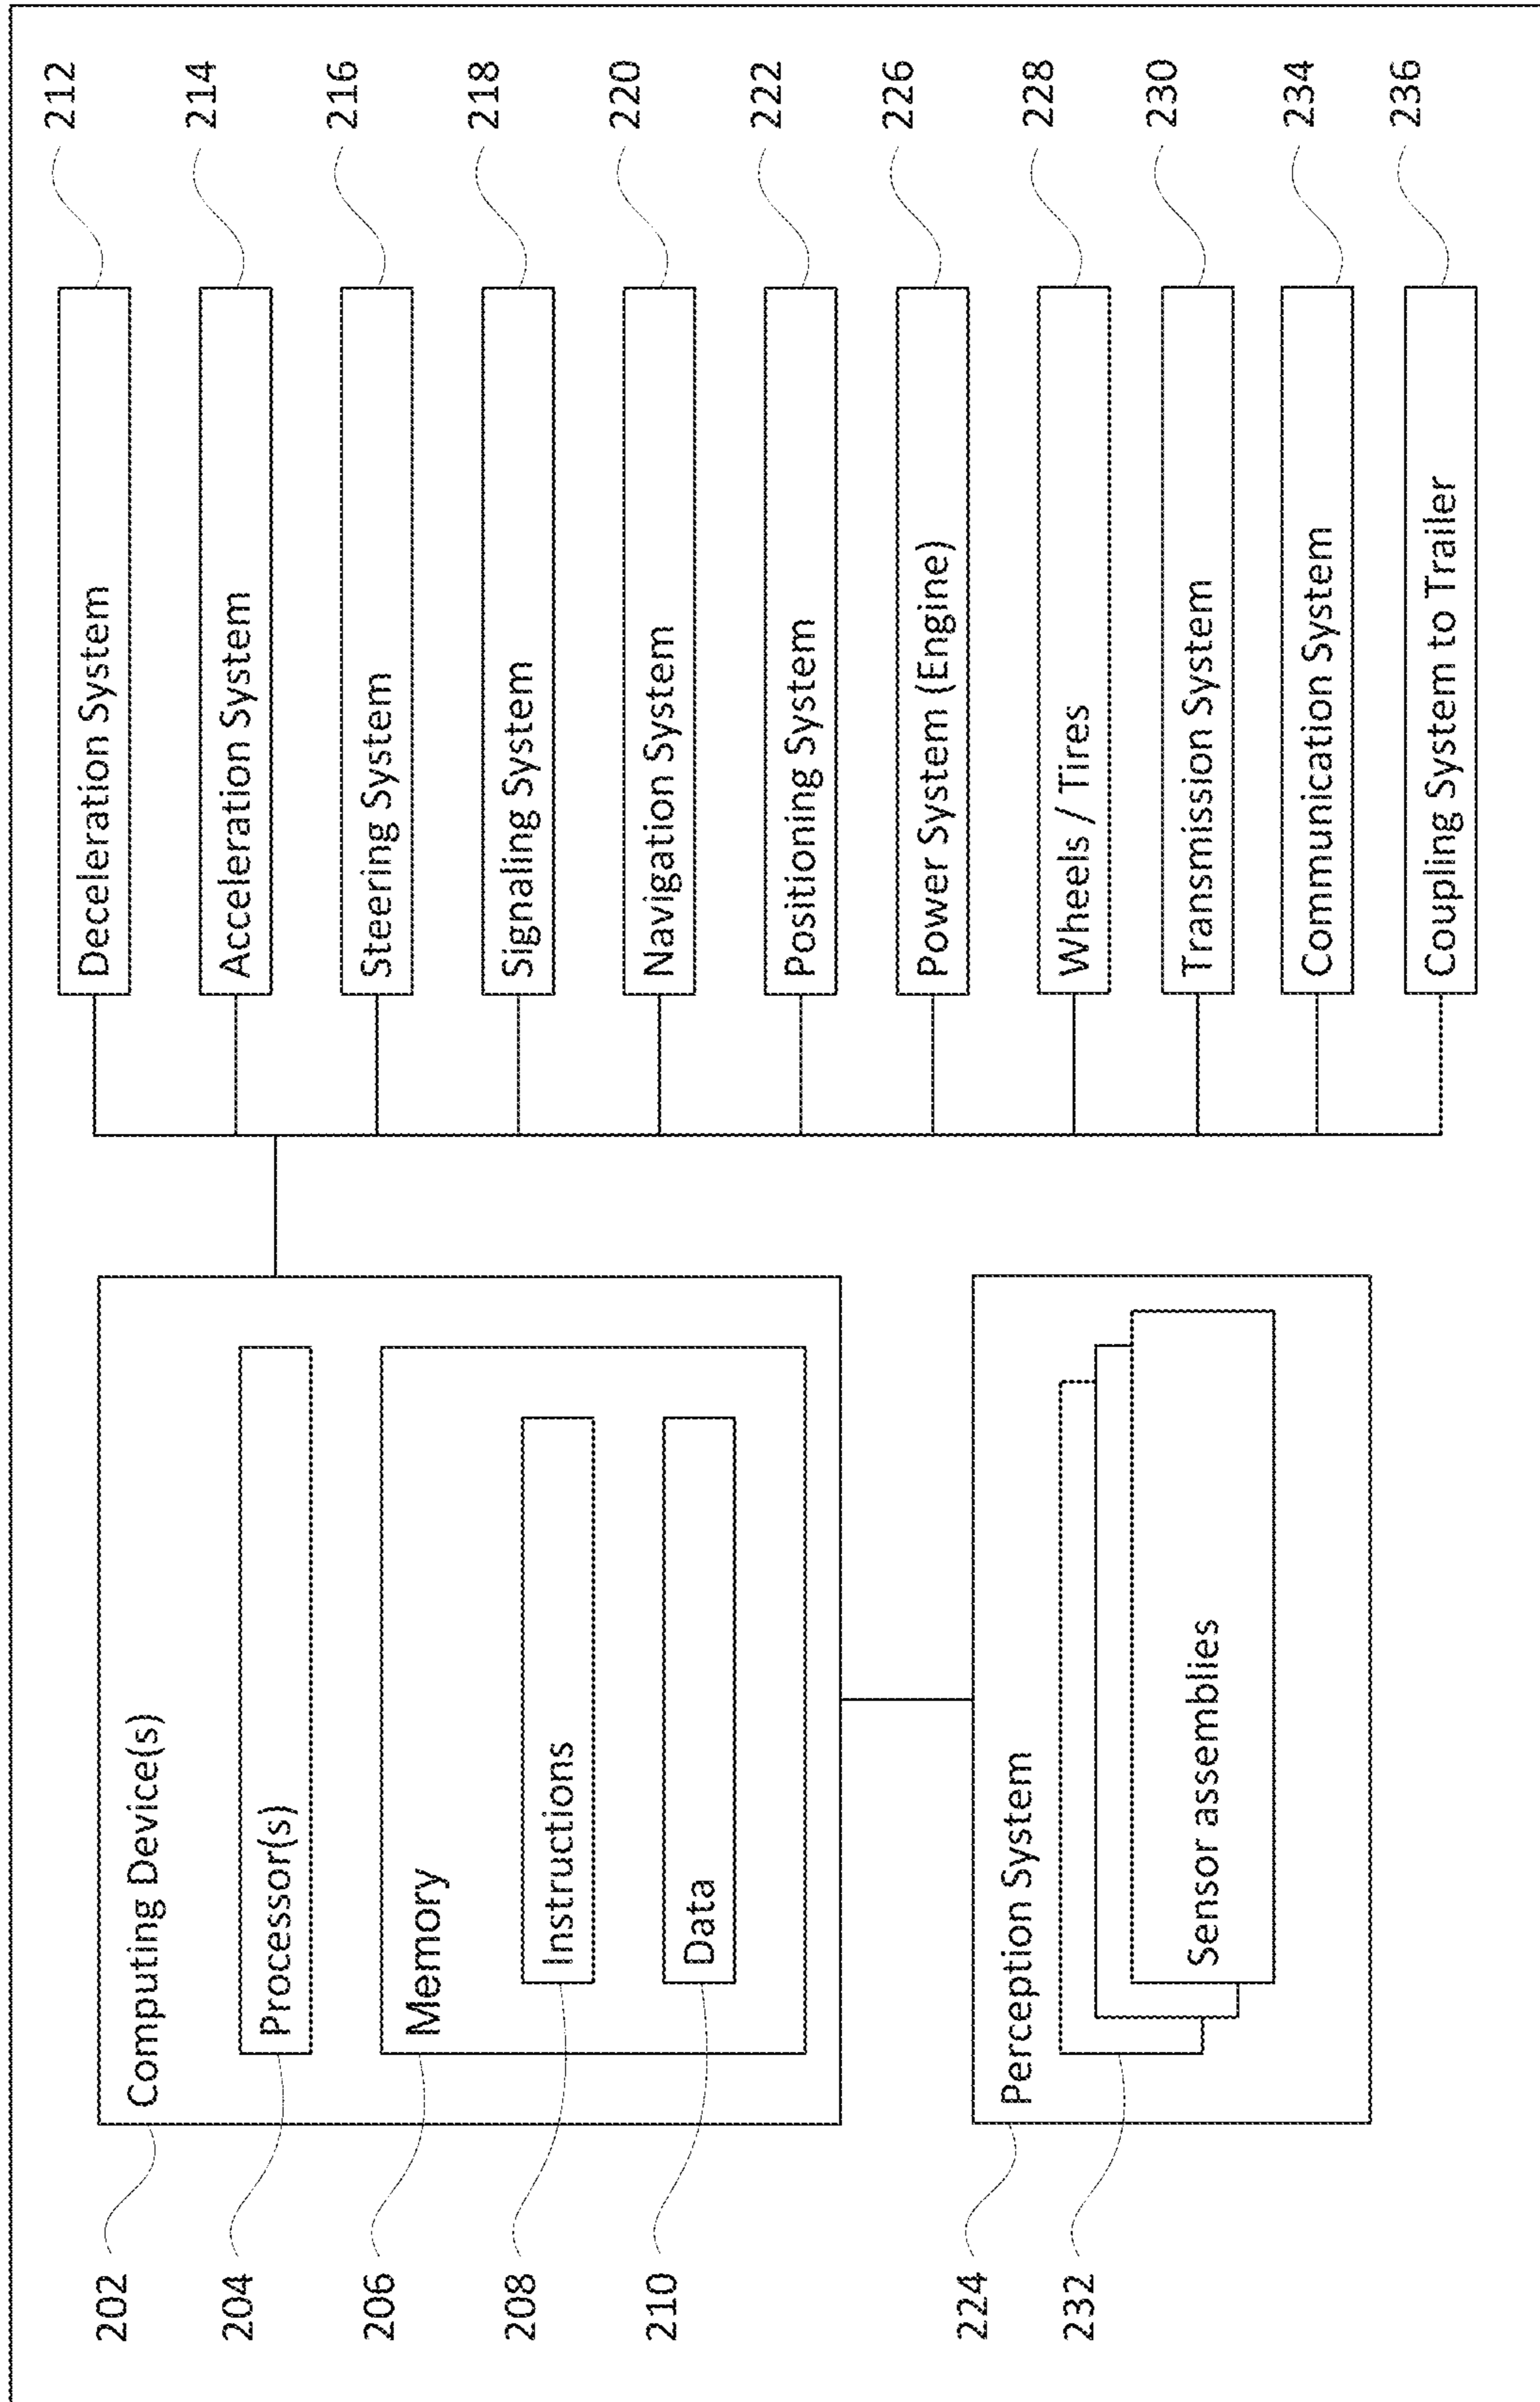 202
Computing Device(s)
204
Processor(s)
206
Memory
208
Instructions
210
Data
224
Perception System
232
Sensor assemblies
Deceleration System
212
Acceleration System
214
Steering System
216
Signaling System
218
Navigation System
220
Positioning System
222
Power System (Engine)
226
Wheels / Tires
228
Transmission System
230
Communication System
234
Coupling System to Trailer
236